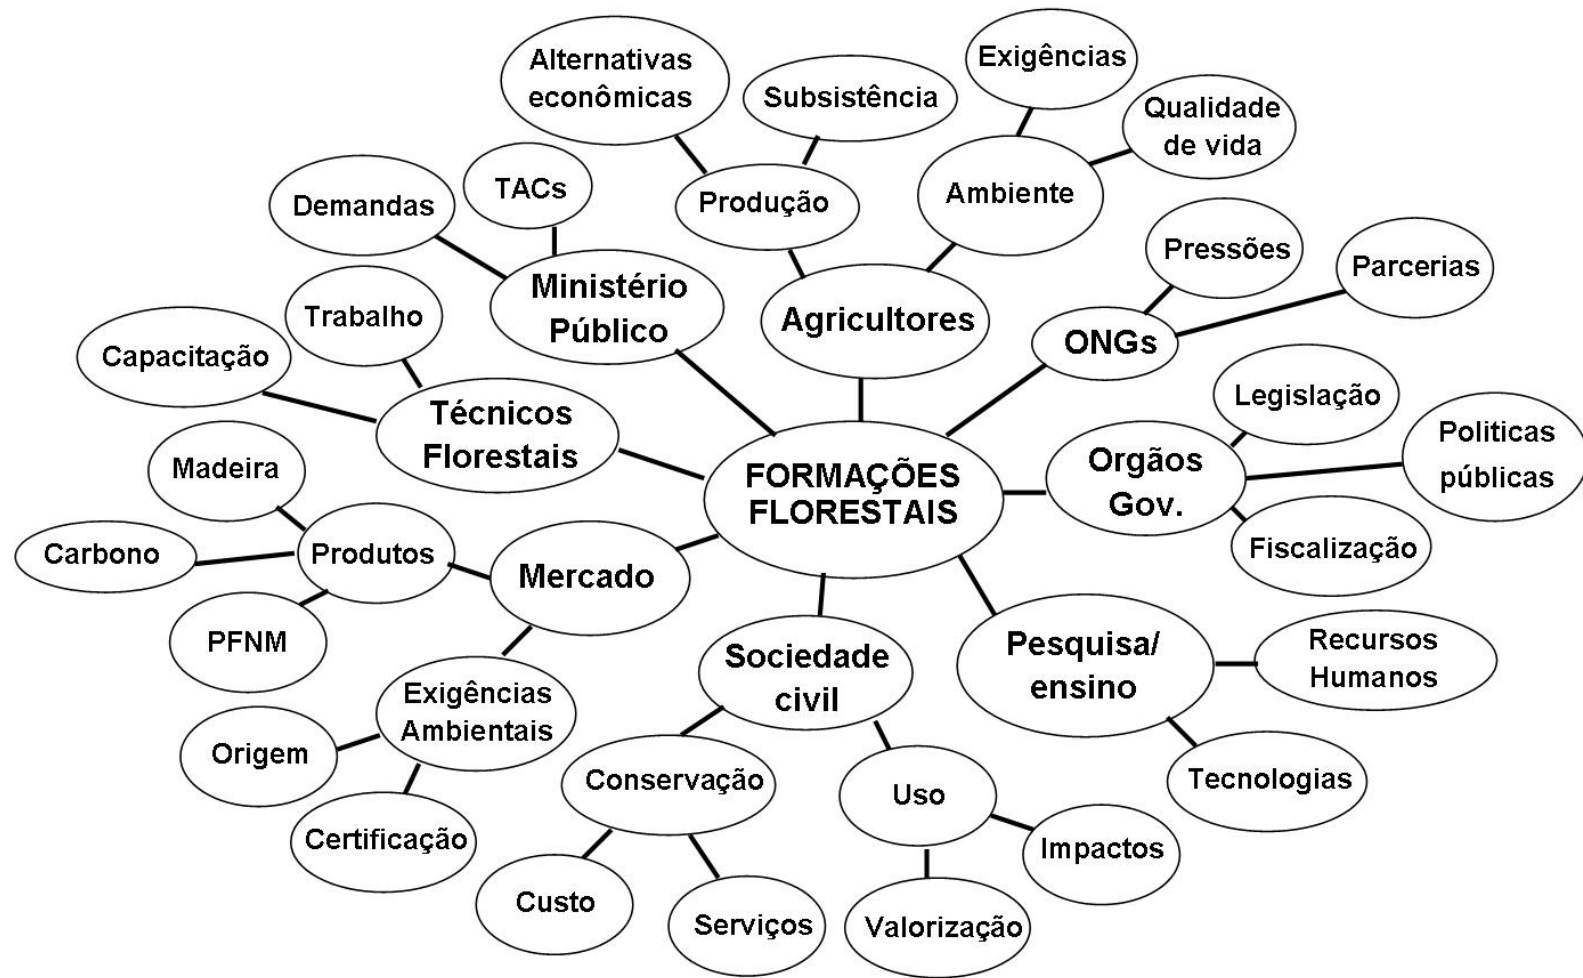 Alternativas
econômicas
Subsistência
Exigências
Qualidade
de vida
Demandas
TACs
Produção
Ambiente
Pressões
Parcerias
Trabalho
Ministério
Público
Agricultores
ONGs
Capacitação
Técnicos
Florestais
Legislação
Politicas
públicas
Madeira
FORMAÇÕES
FLORESTAIS
Orgãos
Gov.
Fiscalização
Carbono
Produtos
Mercado
PFNM
Sociedade
civil
Pesquisa/
ensino
Recursos
Humanos
Exigências
Ambientais
Origem
Conservação
Uso
Tecnologias
Certificação
Impactos
Custo
Serviços
Valorização